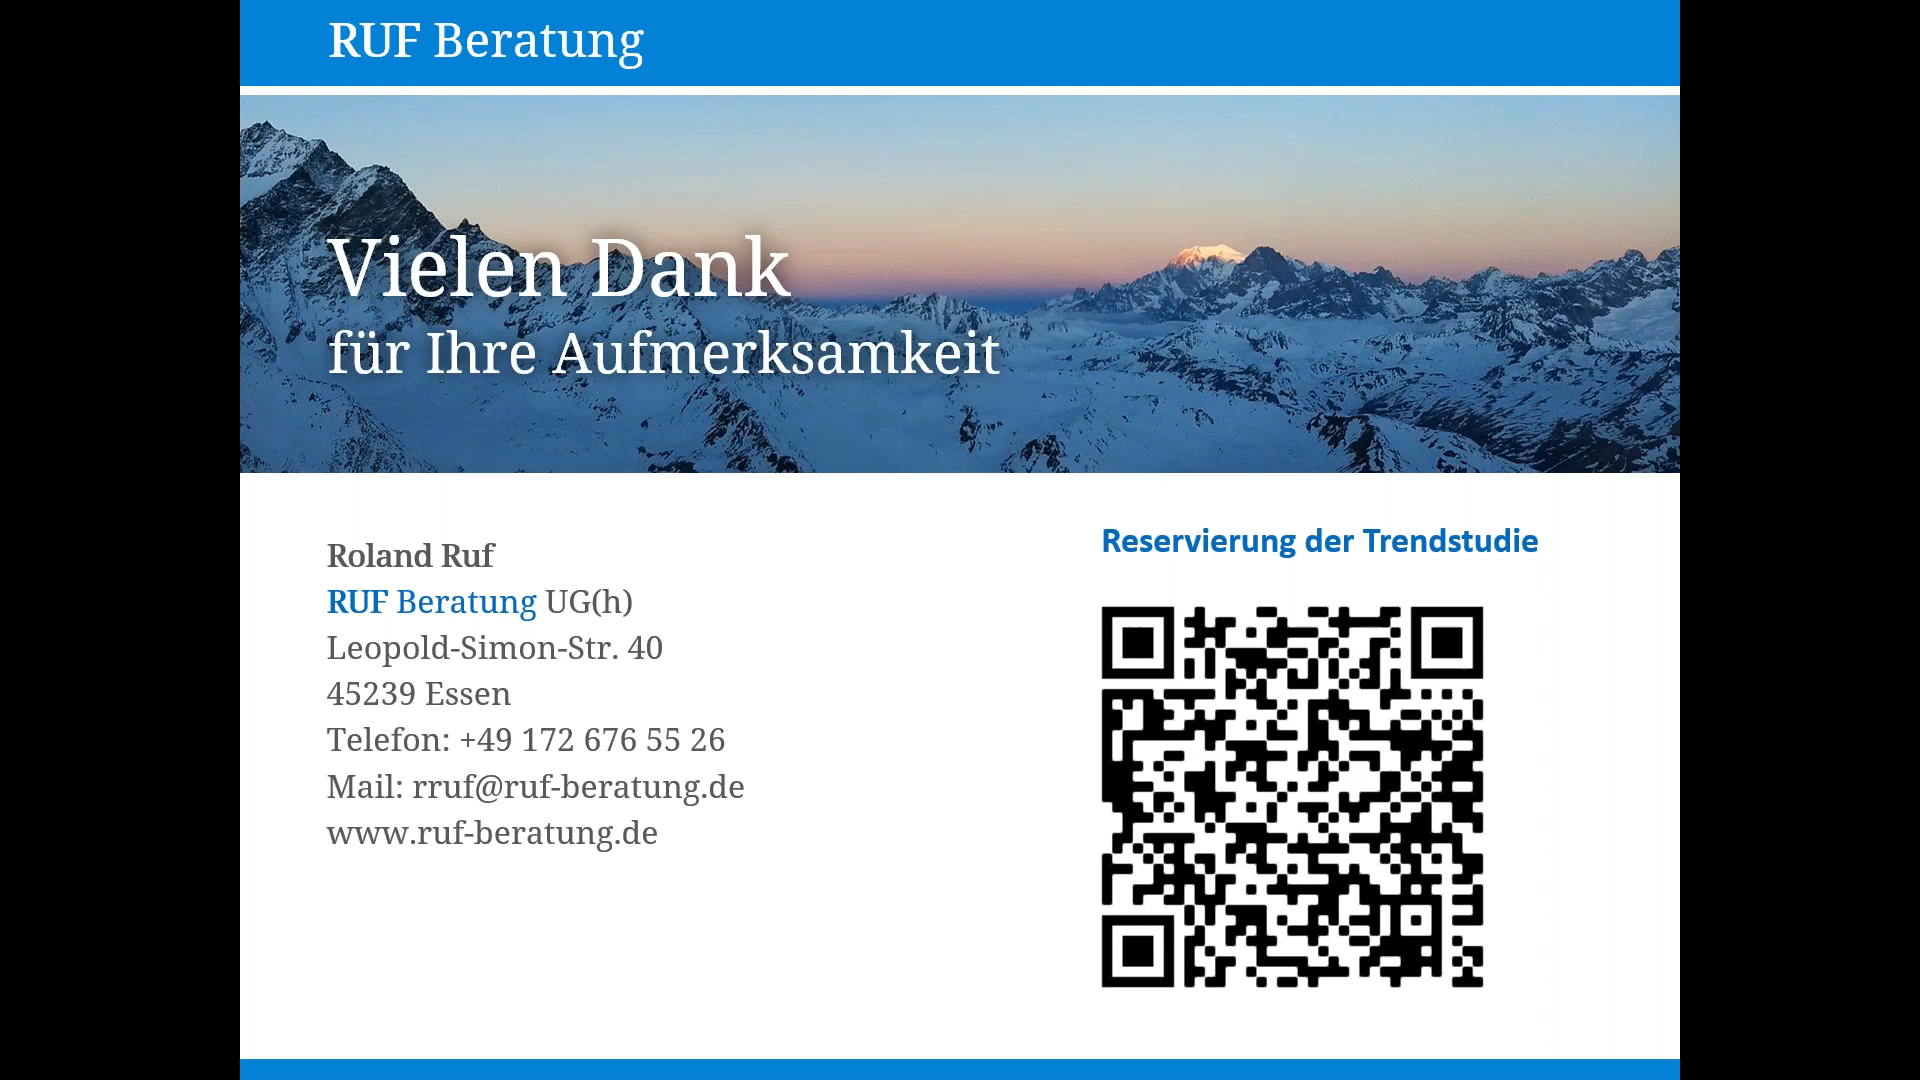 RUF Beratung
Vielen Dank
für Ihre Aufmerksamkeit
Roland Ruf
RUF Beratung UG(h)
Leopold-Simon-Str. 40
45239 Essen
Telefon: +49 172 676 55 26
Mail: rruf@ruf-beratung.de
www.ruf-beratung.de
Reservierung der Trendstudie